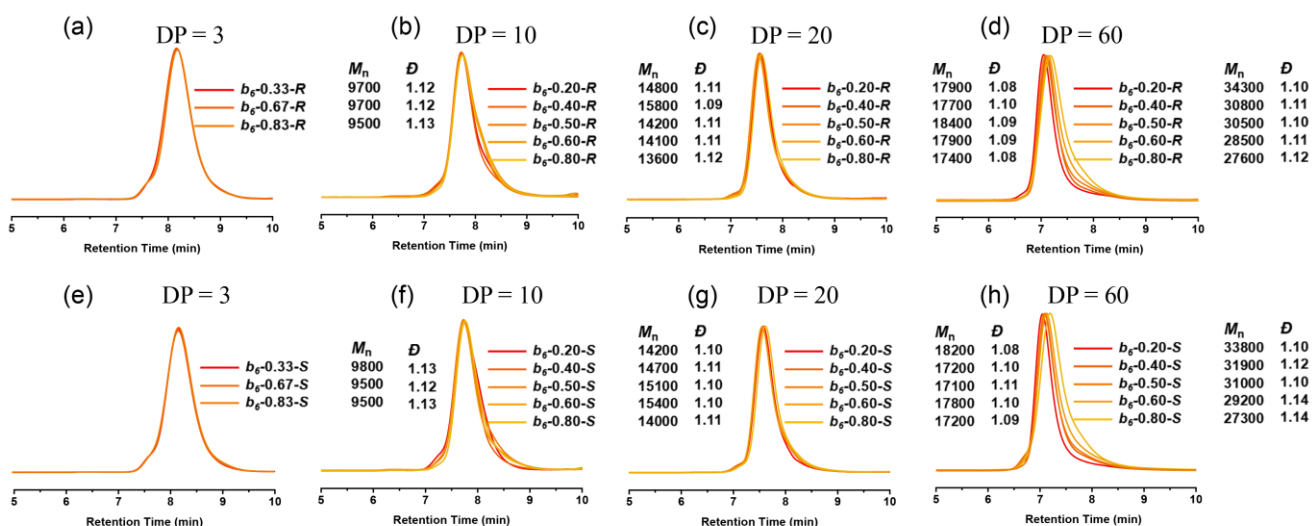 (a)
DP = 3
b6-0.33-R
b6-0.67-R
b6-0.83-R
Mn Đ
9700 1.12
9700 1.12
9500 1.13
5 6 7 8 9 10
Retention Time (min)
(b)
DP = 10
b6-0.20-R
b6-0.40-R
b6-0.50-R
b6-0.60-R
b6-0.80-R
Mn Đ
14800 1.11
15800 1.09
14200 1.11
14100 1.11
13600 1.12
5 6 7 8 9 10
Retention Time (min)
(c)
DP = 20
b6-0.20-R
b6-0.40-R
b6-0.50-R
b6-0.60-R
b6-0.80-R
Mn Đ
17900 1.08
17700 1.10
18400 1.09
17900 1.09
17400 1.08
5 6 7 8 9 10
Retention Time (min)
(d)
DP = 60
b6-0.20-R
b6-0.40-R
b6-0.50-R
b6-0.60-R
b6-0.80-R
Mn Đ
34300 1.10
30800 1.11
30500 1.10
28500 1.11
27600 1.12
5 6 7 8 9 10
Retention Time (min)
(e)
DP = 3
b6-0.33-S
b6-0.67-S
b6-0.83-S
Mn Đ
9800 1.13
9500 1.12
9500 1.13
5 6 7 8 9 10
Retention Time (min)
(f)
DP = 10
b6-0.20-S
b6-0.40-S
b6-0.50-S
b6-0.60-S
b6-0.80-S
Mn Đ
14200 1.10
14700 1.11
15100 1.10
15400 1.10
14000 1.11
5 6 7 8 9 10
Retention Time (min)
(g)
DP = 20
b6-0.20-S
b6-0.40-S
b6-0.50-S
b6-0.60-S
b6-0.80-S
Mn Đ
18200 1.08
17200 1.10
17100 1.11
17800 1.10
17200 1.09
5 6 7 8 9 10
Retention Time (min)
(h)
DP = 60
b6-0.20-S
b6-0.40-S
b6-0.50-S
b6-0.60-S
b6-0.80-S
Mn Đ
33800 1.10
31900 1.12
31000 1.10
29200 1.14
27300 1.14
5 6 7 8 9 10
Retention Time (min)